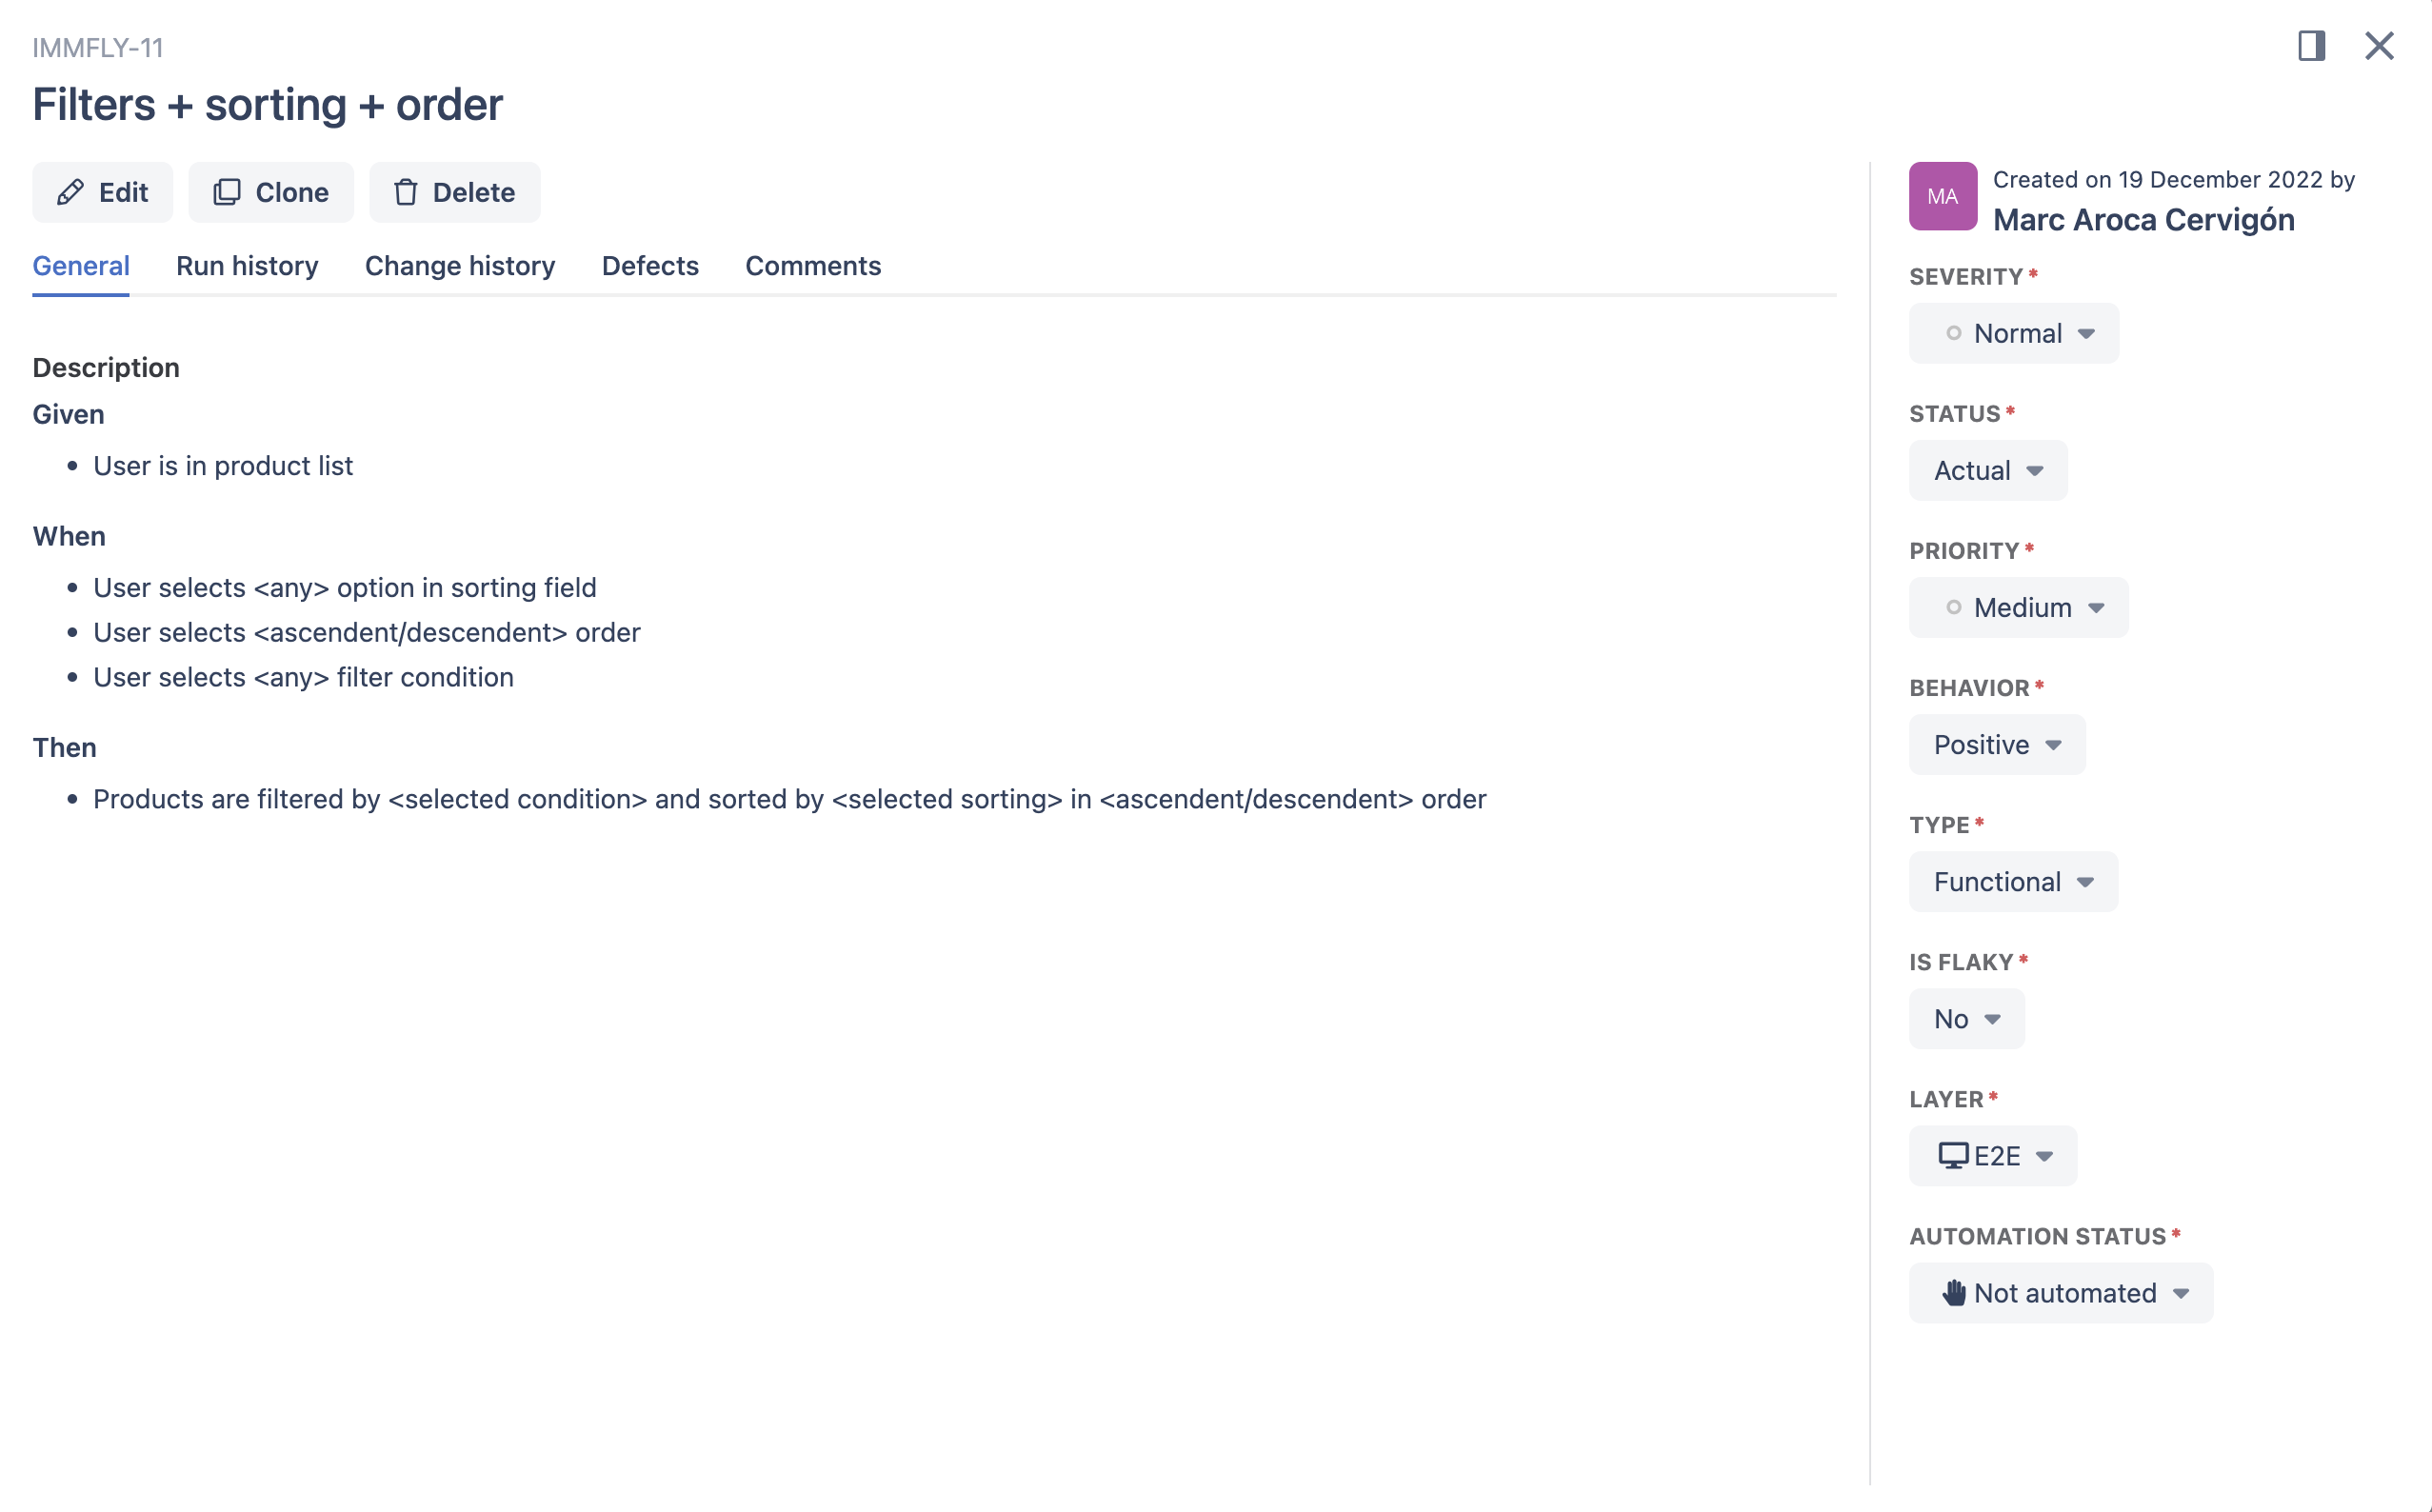 IMMFLY-11
Filters + sorting + order
Edit
Clone
Delete
General
Run history
Change history
Defects
Comments
Description
Given
• User is in product list
When
• User selects <any> option in sorting field
• User selects <ascendent/descendent> order
• User selects <any> filter condition
Then
• Products are filtered by <selected condition> and sorted by <selected sorting> in <ascendent/descendent> order
MA
Created on 19 December 2022 by
Marc Aroca Cervigón
SEVERITY*
Normal
STATUS*
Actual
PRIORITY*
Medium
BEHAVIOR*
Positive
TYPE*
Functional
IS FLAKY*
No
LAYER*
E2E
AUTOMATION STATUS*
Not automated